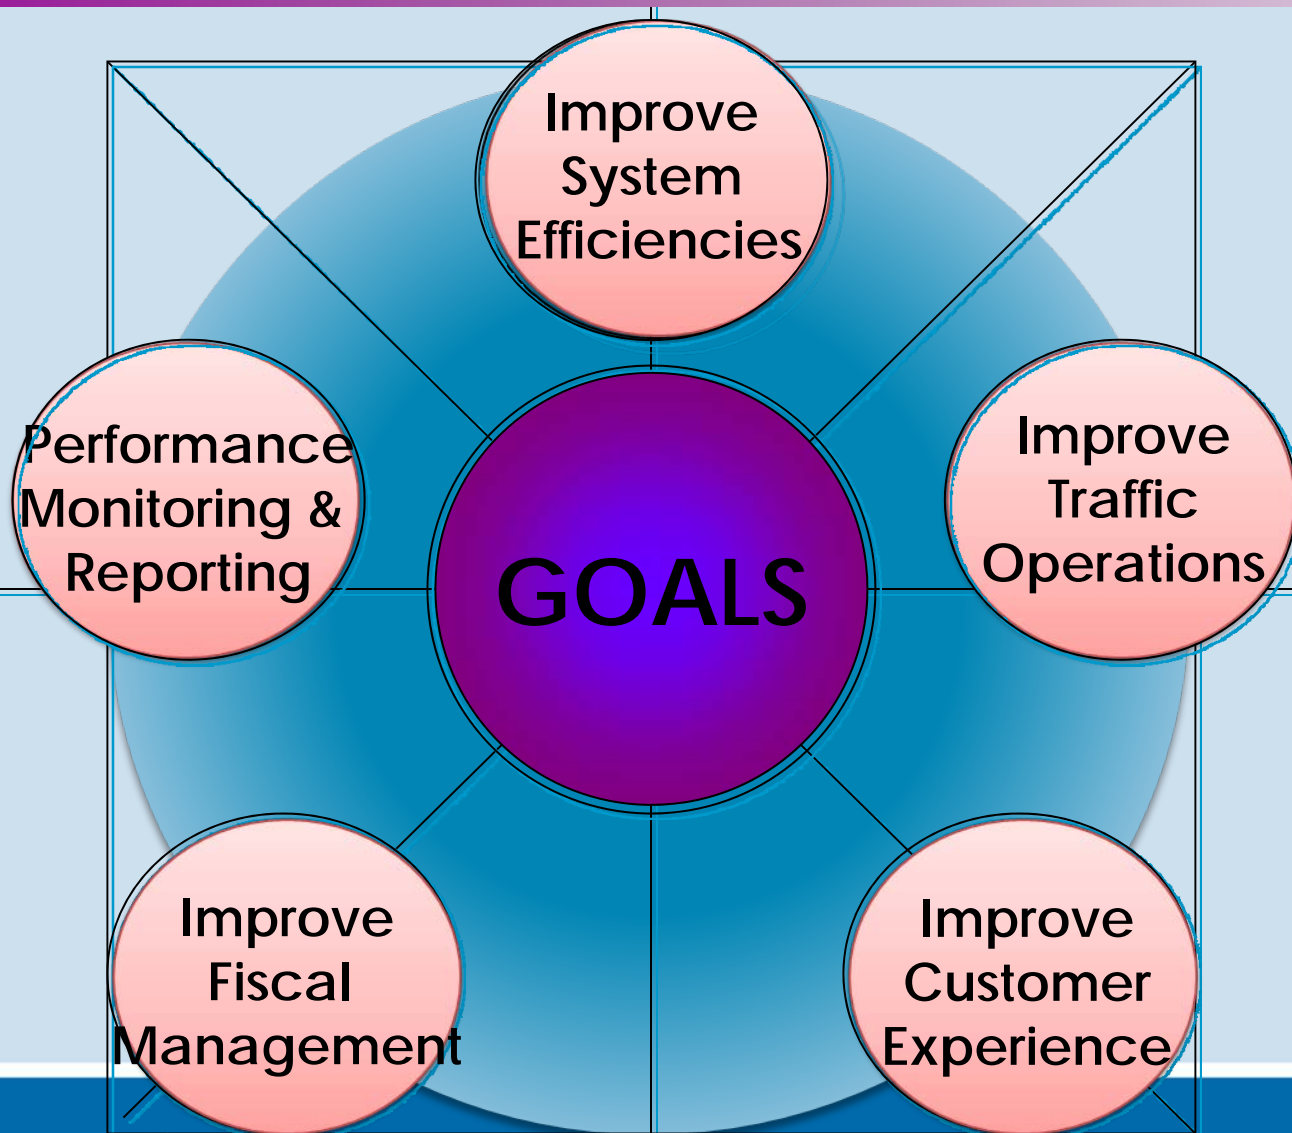 Improve
System
Efficiencies
Performance
Monitoring &
Reporting
Improve
Traffic
Operations
GOALS
Improve
Fiscal
Management
Improve
Customer
Experience